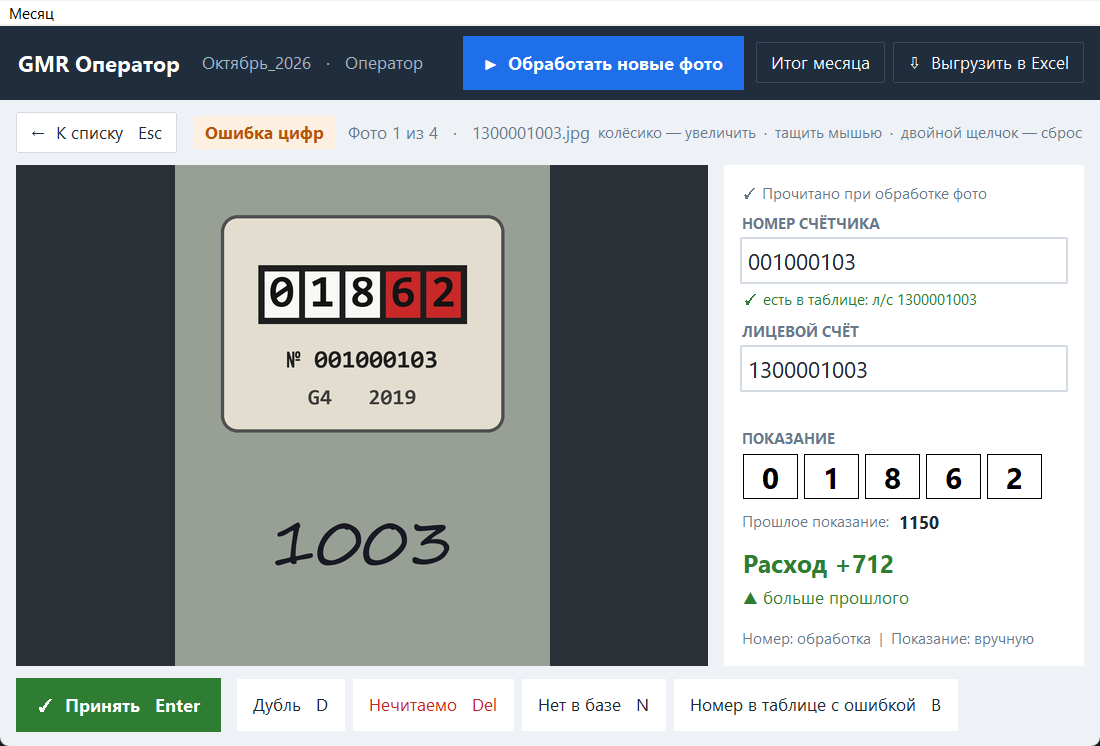 Месяц
GMR Оператор Октябрь_2026 · Оператор ► Обработать новые фото Итог месяца ⇩ Выгрузить в Excel
← К списку Esc Ошибка цифр Фото 1 из 4 · 1300001003.jpg колёсико — увеличить · тащить мышью · двойной щелчок — сброс
01862
№ 001000103
G4 2019
1003
✓ Прочитано при обработке фото
НОМЕР СЧЁТЧИКА
001000103
✓ есть в таблице: л/с 1300001003
ЛИЦЕВОЙ СЧЁТ
1300001003
ПОКАЗАНИЕ
0 1 8 6 2
Прошлое показание: 1150
Расход +712
▲ больше прошлого
Номер: обработка | Показание: вручную
✓ Принять Enter Дубль D Нечитаемо Del Нет в базе N Номер в таблице с ошибкой B